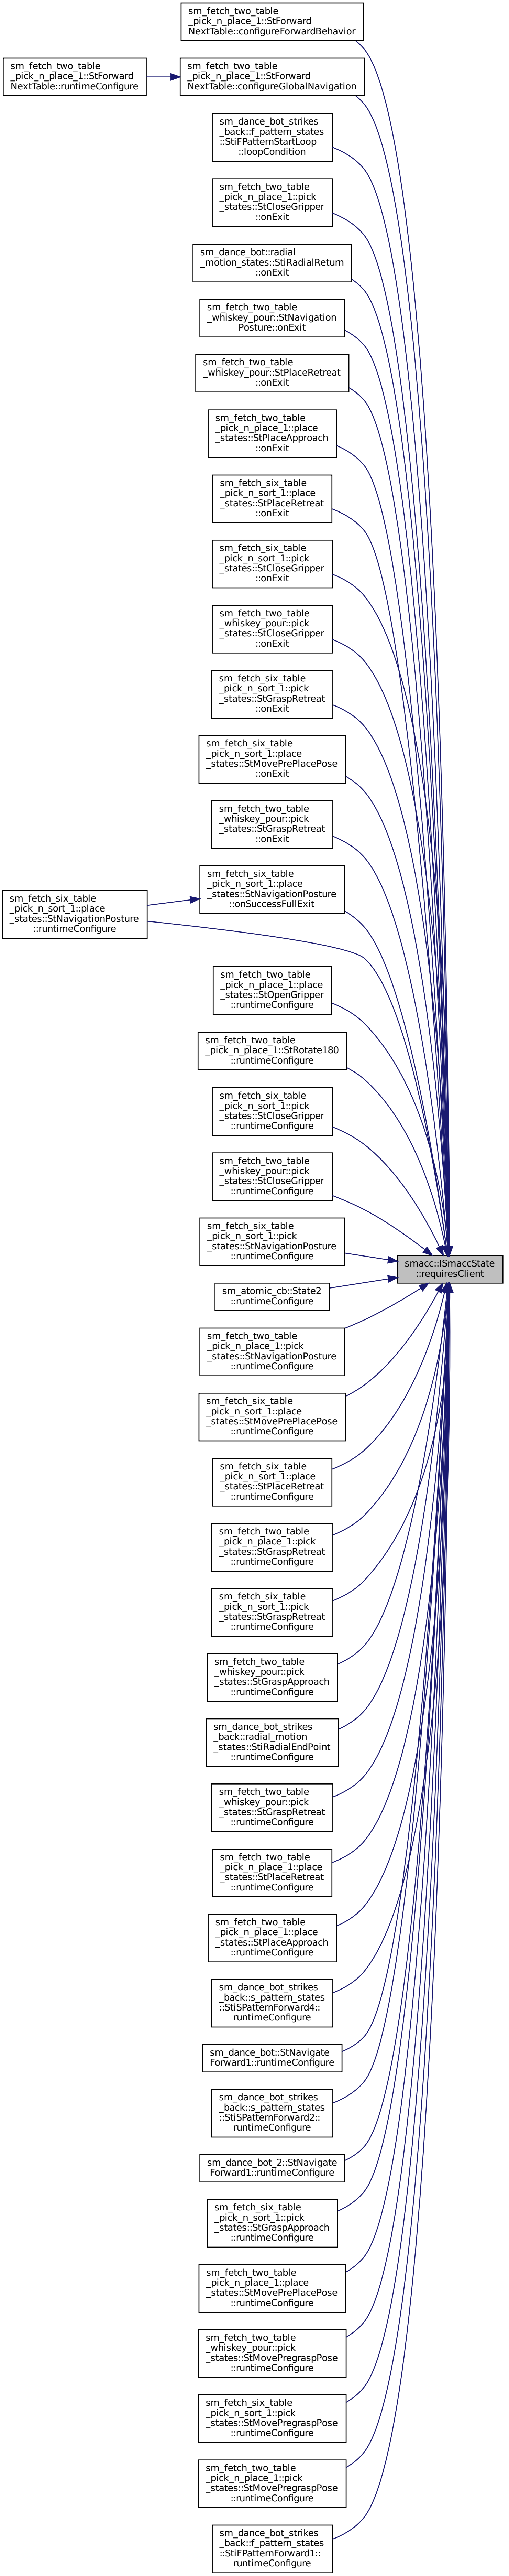 sm_fetch_two_table
_pick_n_place_1::StForward
NextTable::configureForwardBehavior
sm_fetch_two_table
_pick_n_place_1::StForward
NextTable::runtimeConfigure
sm_fetch_two_table
_pick_n_place_1::StForward
NextTable::configureGlobalNavigation
sm_dance_bot_strikes
_back::f_pattern_states
::StiFPatternStartLoop
::loopCondition
sm_fetch_two_table
_pick_n_place_1::pick
_states::StCloseGripper
::onExit
sm_dance_bot::radial
_motion_states::StiRadialReturn
::onExit
sm_fetch_two_table
_whiskey_pour::StNavigation
Posture::onExit
sm_fetch_two_table
_whiskey_pour::StPlaceRetreat
::onExit
sm_fetch_two_table
_pick_n_place_1::place
_states::StPlaceApproach
::onExit
sm_fetch_six_table
_pick_n_sort_1::place
_states::StPlaceRetreat
::onExit
sm_fetch_six_table
_pick_n_sort_1::pick
_states::StCloseGripper
::onExit
sm_fetch_two_table
_whiskey_pour::pick
_states::StCloseGripper
::onExit
sm_fetch_six_table
_pick_n_sort_1::pick
_states::StGraspRetreat
::onExit
sm_fetch_six_table
_pick_n_sort_1::place
_states::StMovePrePlacePose
::onExit
sm_fetch_two_table
_whiskey_pour::pick
_states::StGraspRetreat
::onExit
sm_fetch_six_table
_pick_n_sort_1::place
_states::StNavigationPosture
::onSuccessFullExit
sm_fetch_six_table
_pick_n_sort_1::place
_states::StNavigationPosture
::runtimeConfigure
sm_fetch_two_table
_pick_n_place_1::place
_states::StOpenGripper
::runtimeConfigure
sm_fetch_two_table
_pick_n_place_1::StRotate180
::runtimeConfigure
sm_fetch_six_table
_pick_n_sort_1::pick
_states::StCloseGripper
::runtimeConfigure
sm_fetch_two_table
_whiskey_pour::pick
_states::StCloseGripper
::runtimeConfigure
sm_fetch_six_table
_pick_n_sort_1::pick
_states::StNavigationPosture
::runtimeConfigure
smacc::ISmaccState
::requiresClient
sm_atomic_cb::State2
::runtimeConfigure
sm_fetch_two_table
_pick_n_place_1::pick
_states::StNavigationPosture
::runtimeConfigure
sm_fetch_six_table
_pick_n_sort_1::place
_states::StMovePrePlacePose
::runtimeConfigure
sm_fetch_six_table
_pick_n_sort_1::place
_states::StPlaceRetreat
::runtimeConfigure
sm_fetch_two_table
_pick_n_place_1::pick
_states::StGraspRetreat
::runtimeConfigure
sm_fetch_six_table
_pick_n_sort_1::pick
_states::StGraspRetreat
::runtimeConfigure
sm_fetch_two_table
_whiskey_pour::pick
_states::StGraspApproach
::runtimeConfigure
sm_dance_bot_strikes
_back::radial_motion
_states::StiRadialEndPoint
::runtimeConfigure
sm_fetch_two_table
_whiskey_pour::pick
_states::StGraspRetreat
::runtimeConfigure
sm_fetch_two_table
_pick_n_place_1::place
_states::StPlaceRetreat
::runtimeConfigure
sm_fetch_two_table
_pick_n_place_1::place
_states::StPlaceApproach
::runtimeConfigure
sm_dance_bot_strikes
_back::s_pattern_states
::StiSPatternForward4::
runtimeConfigure
sm_dance_bot::StNavigate
Forward1::runtimeConfigure
sm_dance_bot_strikes
_back::s_pattern_states
::StiSPatternForward2::
runtimeConfigure
sm_dance_bot_2::StNavigate
Forward1::runtimeConfigure
sm_fetch_six_table
_pick_n_sort_1::pick
_states::StGraspApproach
::runtimeConfigure
sm_fetch_two_table
_pick_n_place_1::place
_states::StMovePrePlacePose
::runtimeConfigure
sm_fetch_two_table
_whiskey_pour::pick
_states::StMovePregraspPose
::runtimeConfigure
sm_fetch_six_table
_pick_n_sort_1::pick
_states::StMovePregraspPose
::runtimeConfigure
sm_fetch_two_table
_pick_n_place_1::pick
_states::StMovePregraspPose
::runtimeConfigure
sm_dance_bot_strikes
_back::f_pattern_states
::StiFPatternForward1::
runtimeConfigure